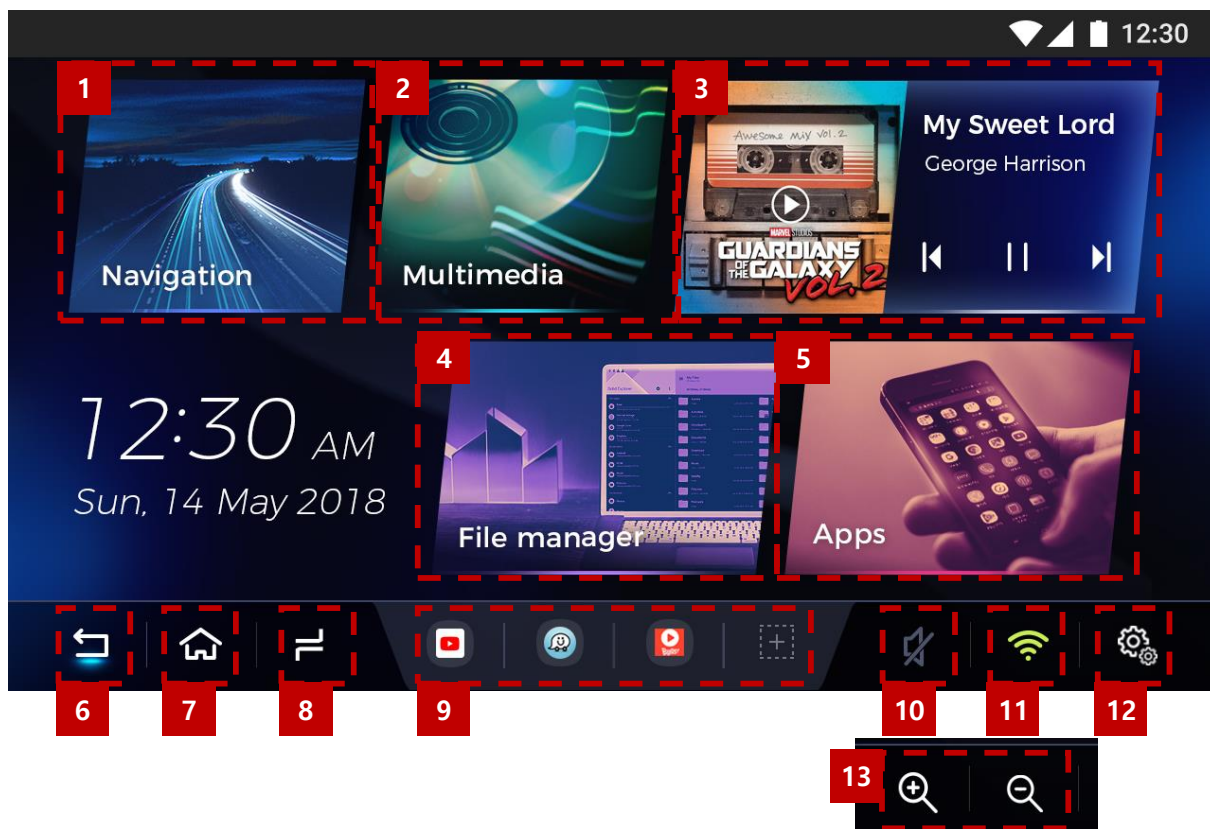 12:30
1
2
3
Navigation
Multimedia
Awesome Mix Vol. 2
MARVEL STUDIOS
GUARDIANS
OF THE GALAXY
VOL. 2
My Sweet Lord
George Harrison
4
5
12:30 AM
Sun, 14 May 2018
File manager
Apps
6
7
8
9
10
11
12
13